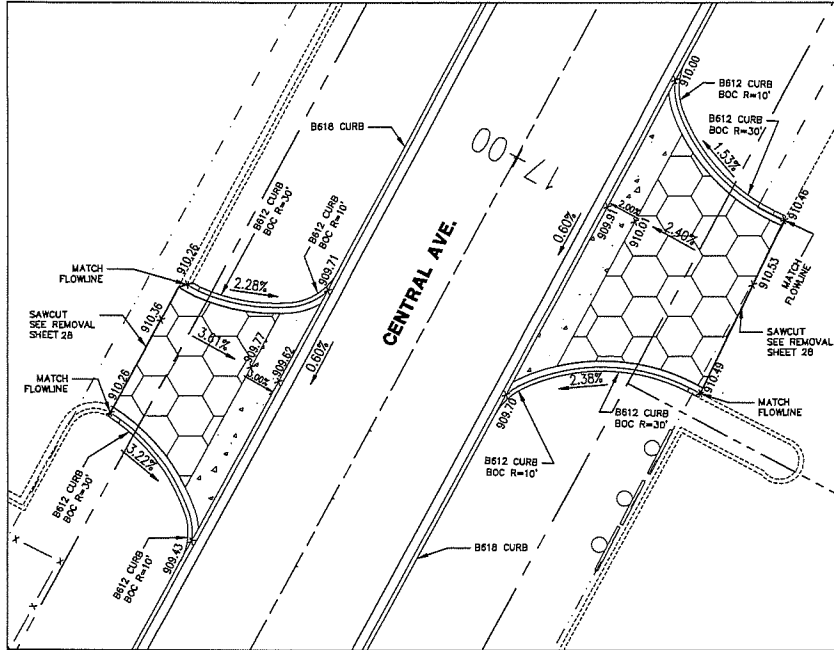 910.00
B612 CURB
BOC R=10'
B612 CURB
BOC R=30'
1.53%
910.46
MATCH
FLOWLINE
910.53
SAWCUT
SEE REMOVAL
SHEET 28
2.00%
910.01
2.40%
909.91
0.60%
17+00
CENTRAL AVE.
B618 CURB
B612 CURB
BOC R=30'
B612 CURB
BOC R=10'
910.26
909.71
MATCH
FLOWLINE
2.28%
SAWCUT
SEE REMOVAL
SHEET 28
910.36
3.61%
909.77
909.62
3.00%
0.60%
MATCH
FLOWLINE
910.26
3.22%
B612 CURB
BOC R=30'
B612 CURB
BOC R=10'
909.43
909.70
2.38%
910.49
MATCH
FLOWLINE
B612 CURB
BOC R=30'
B612 CURB
BOC R=10'
B618 CURB